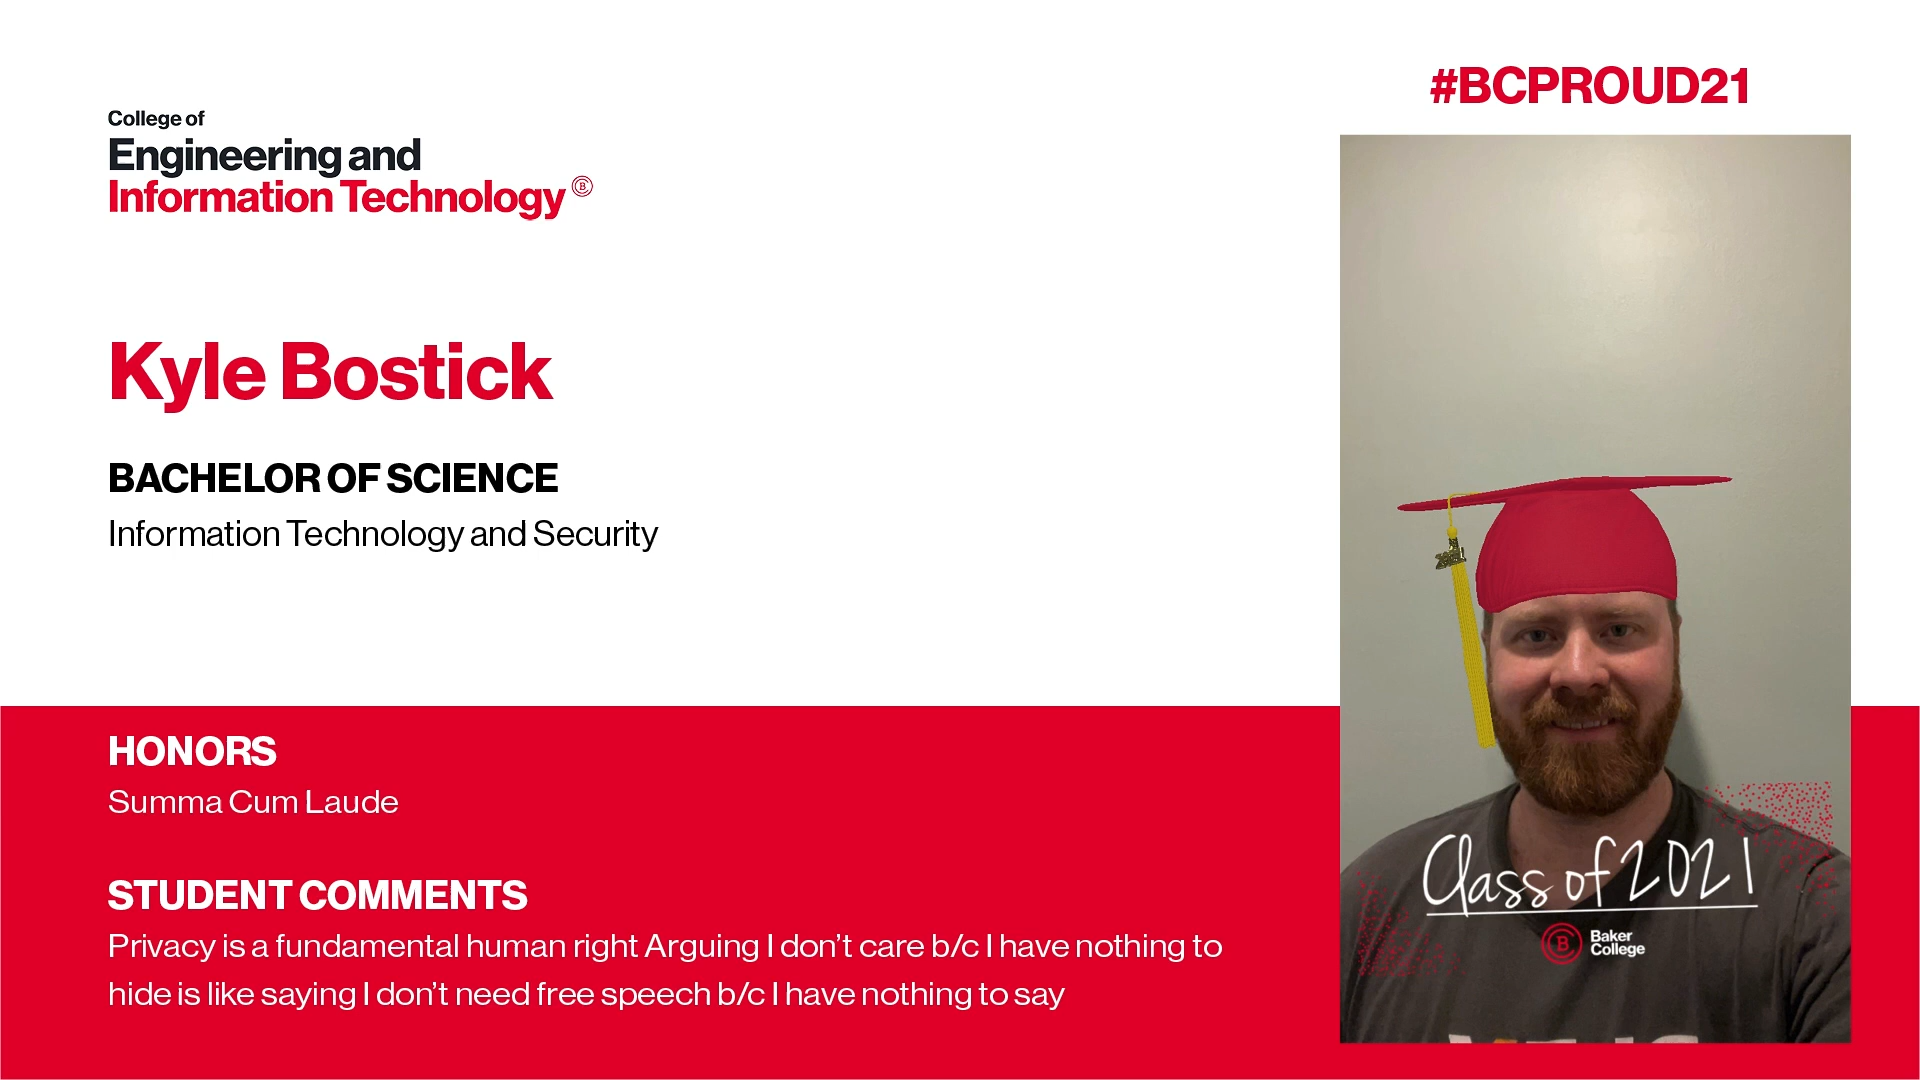 College of
Engineering and
Information Technology
B
#BCPROUD21
Kyle Bostick
BACHELOR OF SCIENCE
Information Technology and Security
HONORS
Summa Cum Laude
STUDENT COMMENTS
Privacy is a fundamental human right Arguing I don’t care b/c I have nothing to
hide is like saying I don’t need free speech b/c I have nothing to say
Class of 2021
B
Baker
College